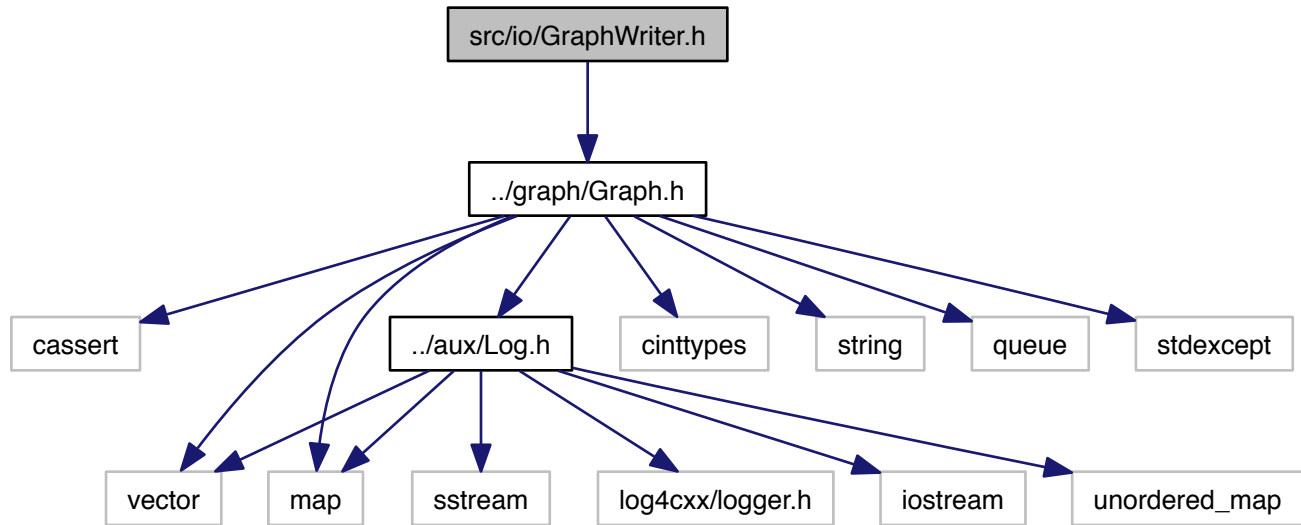 src/io/GraphWriter.h
../graph/Graph.h
cassert
../aux/Log.h
cinttypes
string
queue
stdexcept
vector
map
sstream
log4cxx/logger.h
iostream
unordered_map